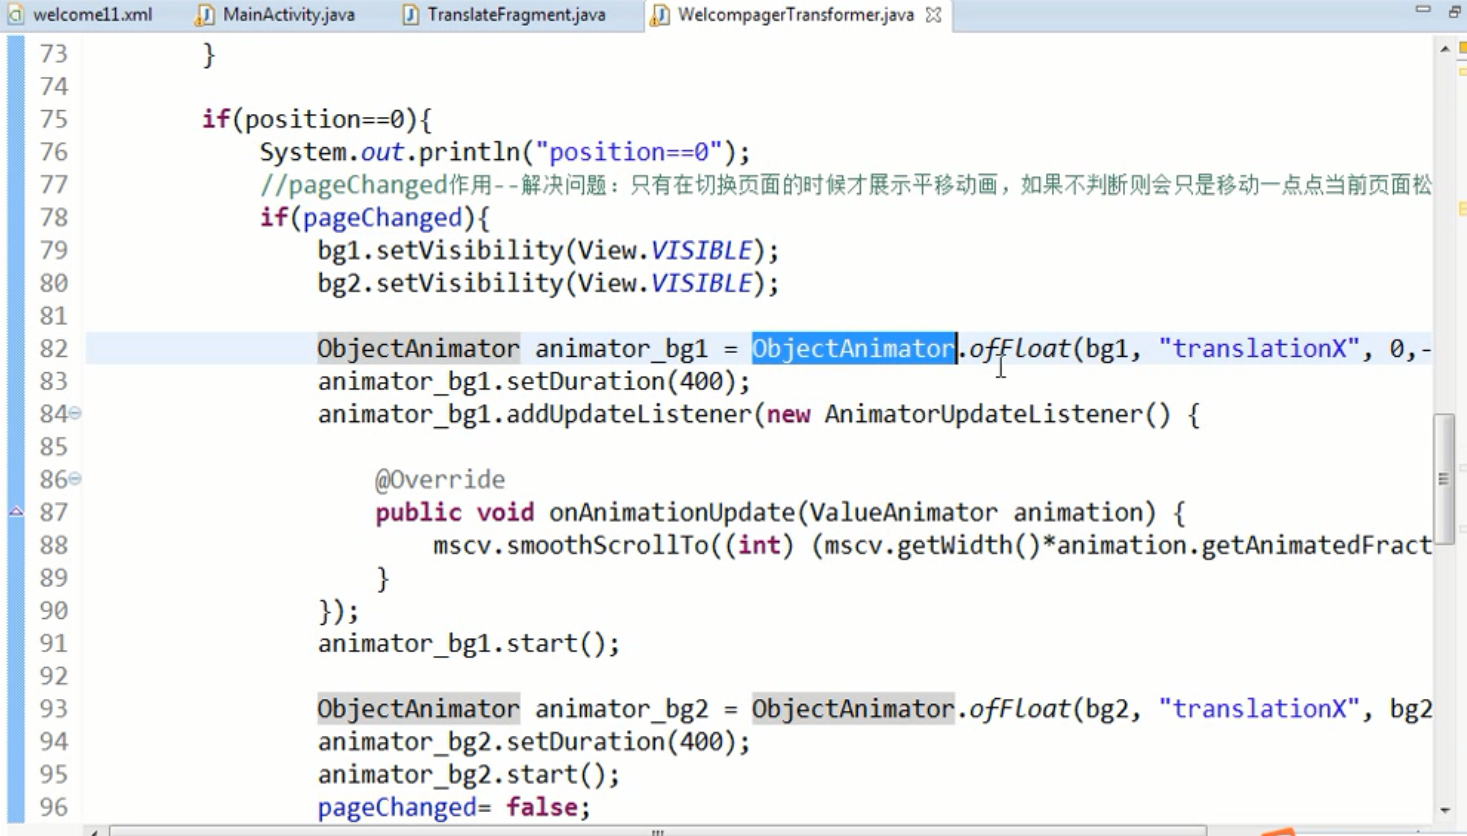 welcome11.xml MainActivity.java TranslateFragment.java WelcompagerTransformer.java
73 }
74
75 if(position==0){
76 System.out.println("position==0");
77 //pageChanged作用--解决问题：只有在切换页面的时候才展示平移动画，如果不判断则会只是移动一点点当前页面松
78 if(pageChanged){
79 bg1.setVisibility(View.VISIBLE);
80 bg2.setVisibility(View.VISIBLE);
81
82 ObjectAnimator animator_bg1 = ObjectAnimator.ofFloat(bg1, "translationX", 0,-
83 animator_bg1.setDuration(400);
84 animator_bg1.addUpdateListener(new AnimatorUpdateListener() {
85
86 @Override
87 public void onAnimationUpdate(ValueAnimator animation) {
88 mscv.smoothScrollTo((int) (mscv.getWidth()*animation.getAnimatedFract
89 }
90 });
91 animator_bg1.start();
92
93 ObjectAnimator animator_bg2 = ObjectAnimator.ofFloat(bg2, "translationX", bg2
94 animator_bg2.setDuration(400);
95 animator_bg2.start();
96 pageChanged= false;